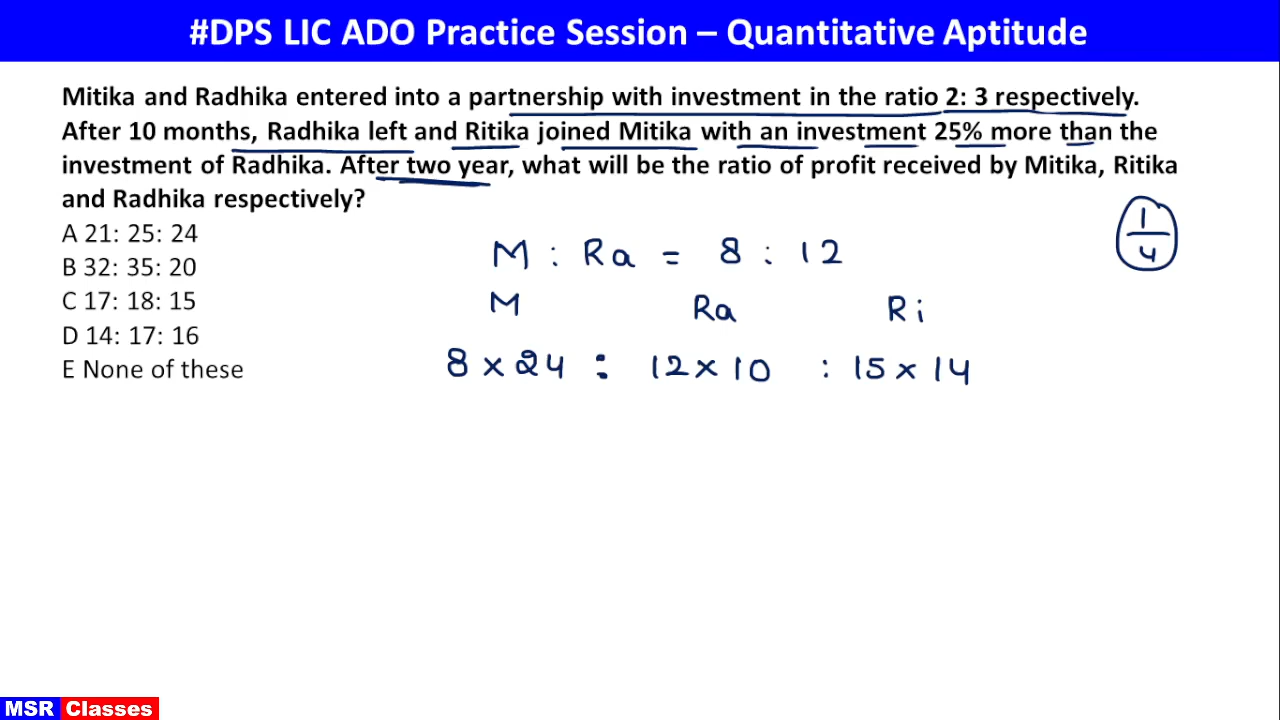 #DPS LIC ADO Practice Session – Quantitative Aptitude
Mitika and Radhika entered into a partnership with investment in the ratio 2: 3 respectively.
After 10 months, Radhika left and Ritika joined Mitika with an investment 25% more than the
investment of Radhika. After two year, what will be the ratio of profit received by Mitika, Ritika
and Radhika respectively?
A 21: 25: 24
B 32: 35: 20
C 17: 18: 15
D 14: 17: 16
E None of these
1
4
M : Ra = 8 : 12
M Ra Ri
8 × 24 : 12 × 10 : 15 × 14
MSR Classes